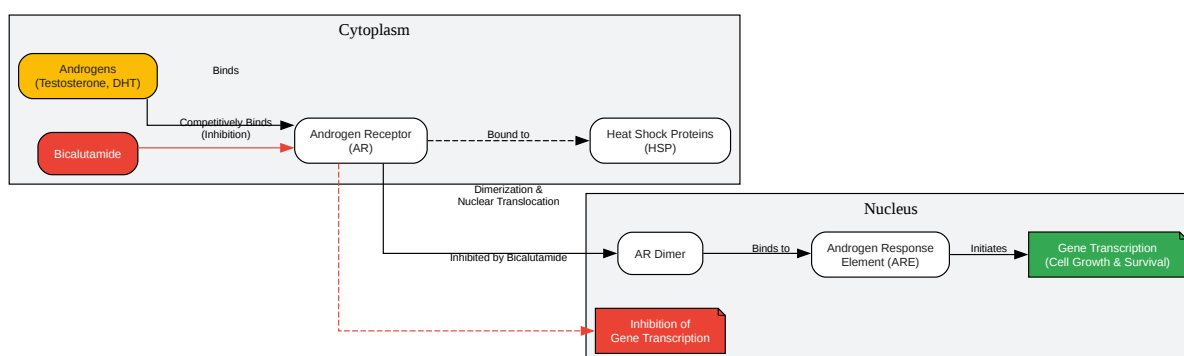 Cytoplasm
Androgens
(Testosterone, DHT)
Binds
Competitively Binds
(Inhibition)
Bicalutamide
Androgen Receptor
(AR)
Bound to
Heat Shock Proteins
(HSP)
Dimerization &
Nuclear Translocation
Nucleus
Inhibited by Bicalutamide
AR Dimer
Binds to
Androgen Response
Element (ARE)
Initiates
Gene Transcription
(Cell Growth & Survival)
Inhibition of
Gene Transcription